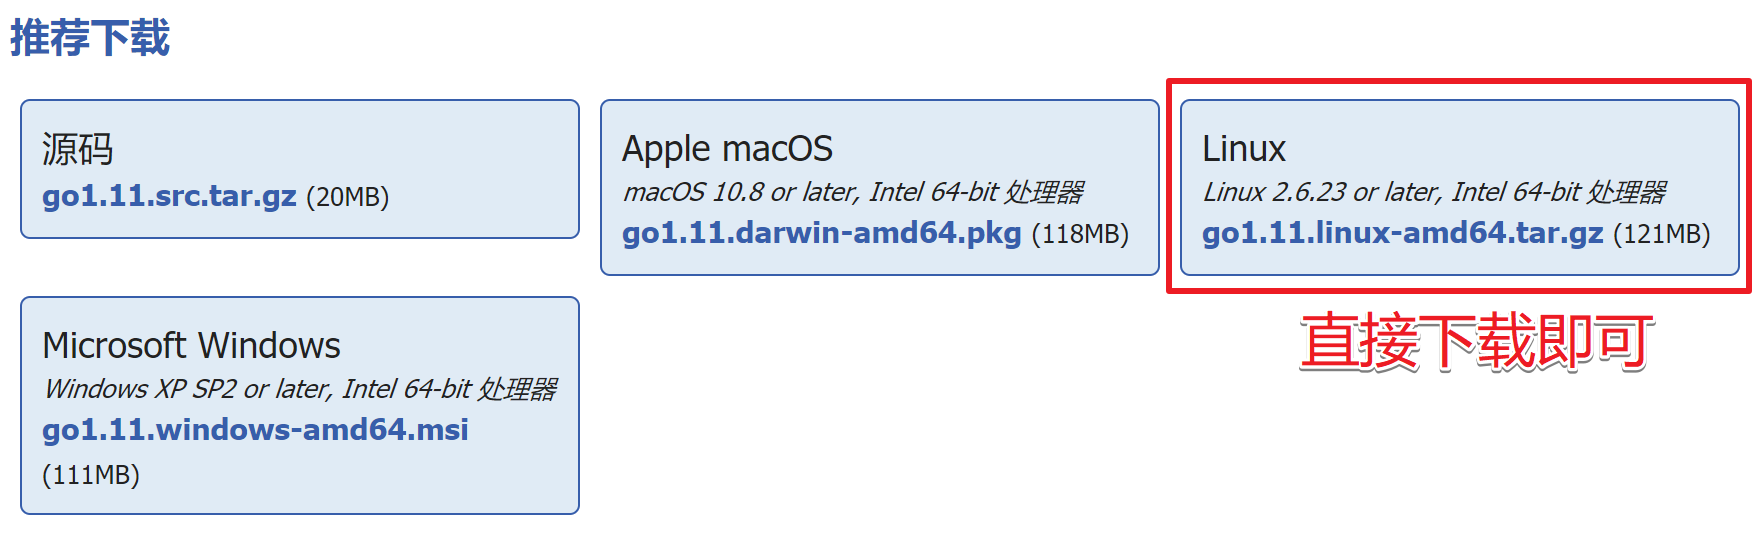 推荐下载
源码
go1.11.src.tar.gz (20MB)
Apple macOS
macOS 10.8 or later, Intel 64-bit 处理器
go1.11.darwin-amd64.pkg (118MB)
Linux
Linux 2.6.23 or later, Intel 64-bit 处理器
go1.11.linux-amd64.tar.gz (121MB)
直接下载即可
Microsoft Windows
Windows XP SP2 or later, Intel 64-bit 处理器
go1.11.windows-amd64.msi
(111MB)